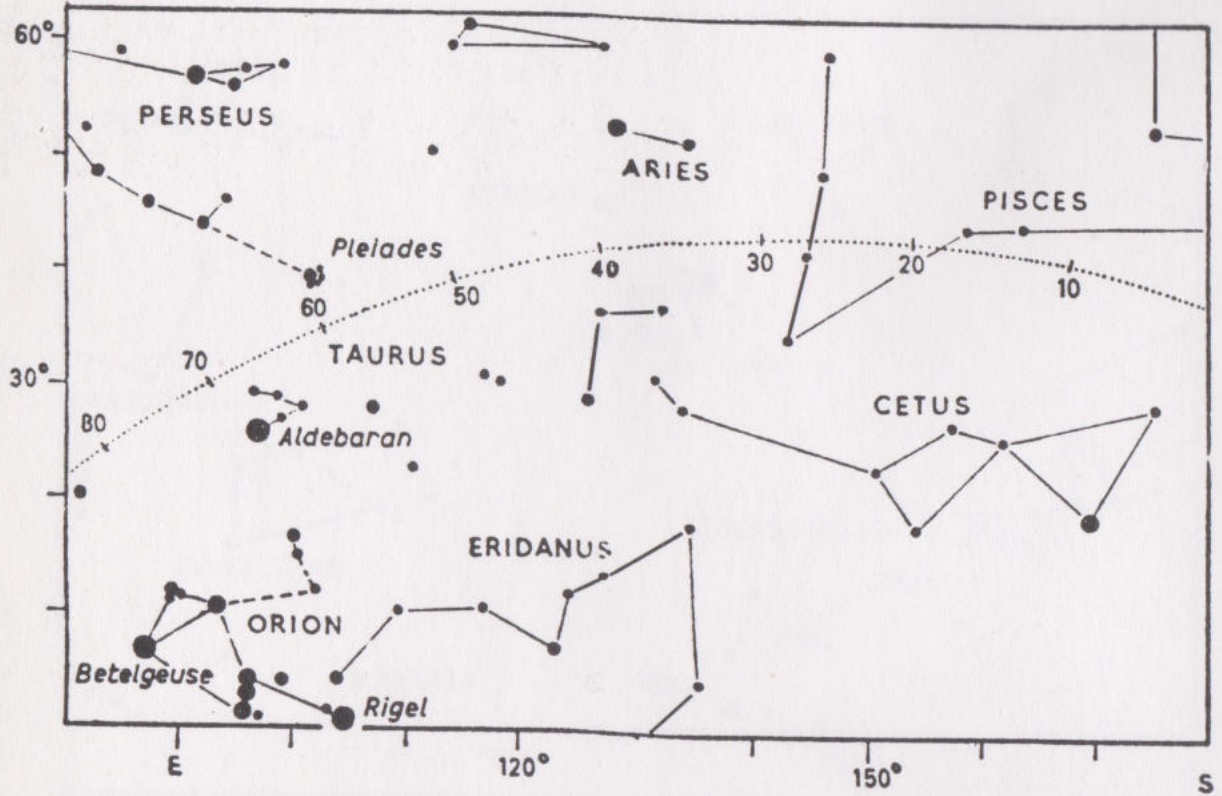 60°
PERSEUS
ARIES
PISCES
Pleiades
60
50
40
30
20
10
TAURUS
70
30°
80
Aldebaran
CETUS
ERIDANUS
ORION
Betelgeuse
Rigel
E
120°
150°
S